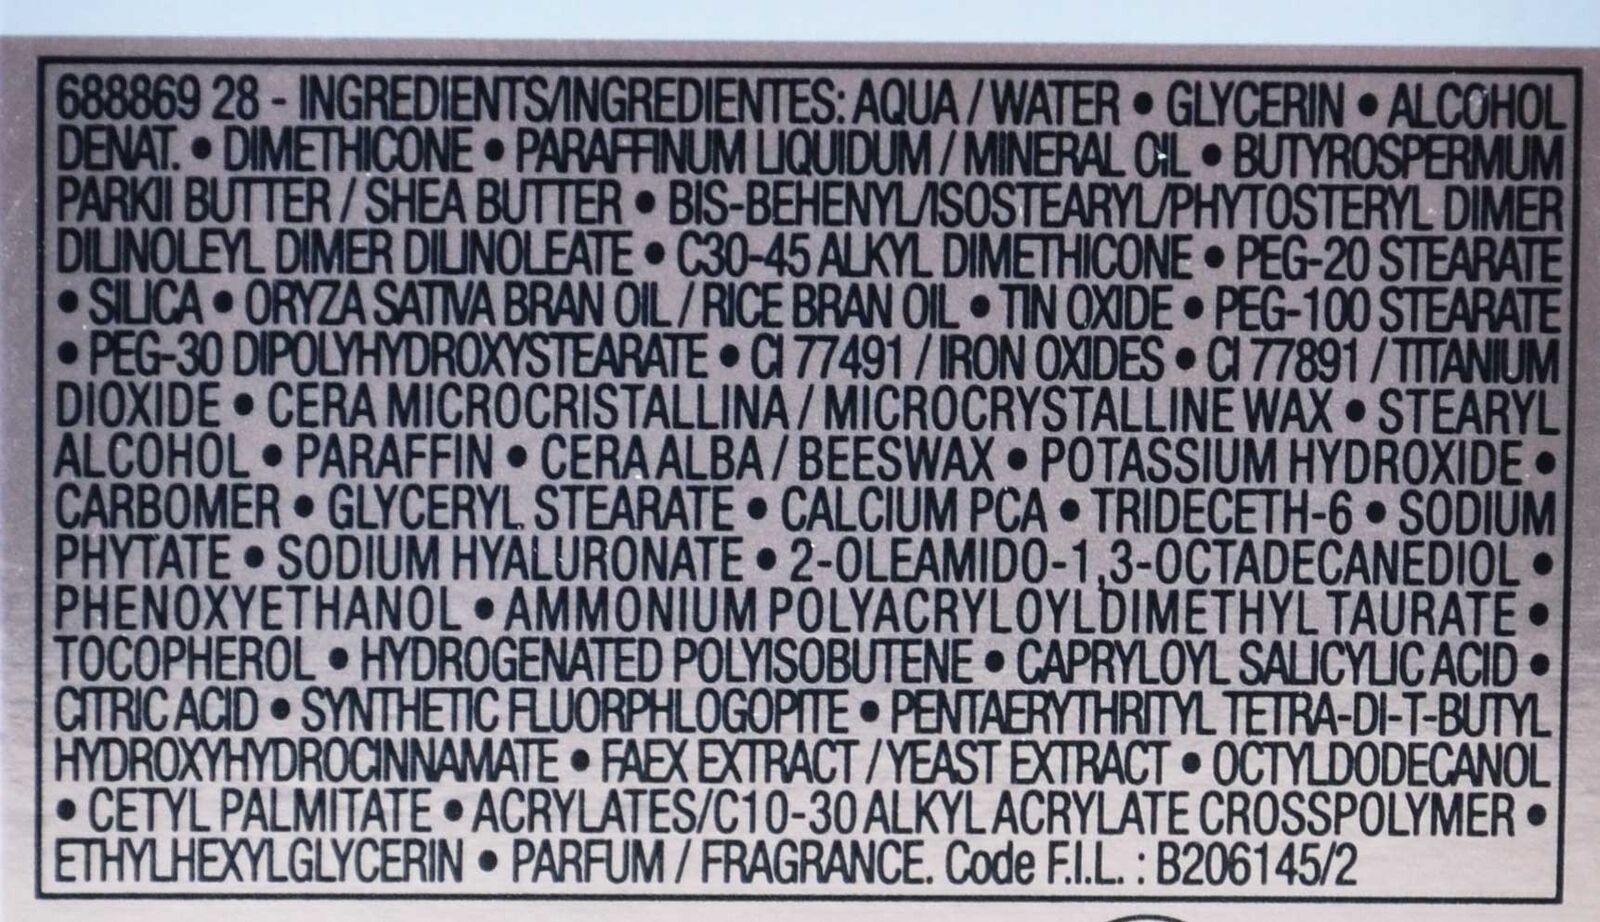 688869 28 - INGREDIENTS/INGREDIENTES: AQUA / WATER • GLYCERIN • ALCOHOL
DENAT. • DIMETHICONE • PARAFFINUM LIQUIDUM / MINERAL OIL • BUTYROSPERMUM
PARKII BUTTER / SHEA BUTTER • BIS-BEHENYL/ISOSTEARYL/PHYTOSTERYL DIMER
DILINOLEYL DIMER DILINOLEATE • C30-45 ALKYL DIMETHICONE • PEG-20 STEARATE
• SILICA • ORYZA SATIVA BRAN OIL / RICE BRAN OIL • TIN OXIDE • PEG-100 STEARATE
• PEG-30 DIPOLYHYDROXYSTEARATE • CI 77491 / IRON OXIDES • CI 77891 / TITANIUM
DIOXIDE • CERA MICROCRISTALLINA / MICROCRYSTALLINE WAX • STEARYL
ALCOHOL • PARAFFIN • CERA ALBA / BEESWAX • POTASSIUM HYDROXIDE •
CARBOMER • GLYCERYL STEARATE • CALCIUM PCA • TRIDECETH-6 • SODIUM
PHYTATE • SODIUM HYALURONATE • 2-OLEAMIDO-1,3-OCTADECANEDIOL •
PHENOXYETHANOL • AMMONIUM POLYACRYLOYLDIMETHYL TAURATE •
TOCOPHEROL • HYDROGENATED POLYISOBUTENE • CAPRYLOYL SALICYLIC ACID •
CITRIC ACID • SYNTHETIC FLUORPHLOGOPITE • PENTAERYTHRITYL TETRA-DI-T-BUTYL
HYDROXYHYDROCINNAMATE • FAEX EXTRACT / YEAST EXTRACT • OCTYLDODECANOL
• CETYL PALMITATE • ACRYLATES/C10-30 ALKYL ACRYLATE CROSSPOLYMER •
ETHYLHEXYLGLYCERIN • PARFUM / FRAGRANCE. Code F.I.L. : B206145/2